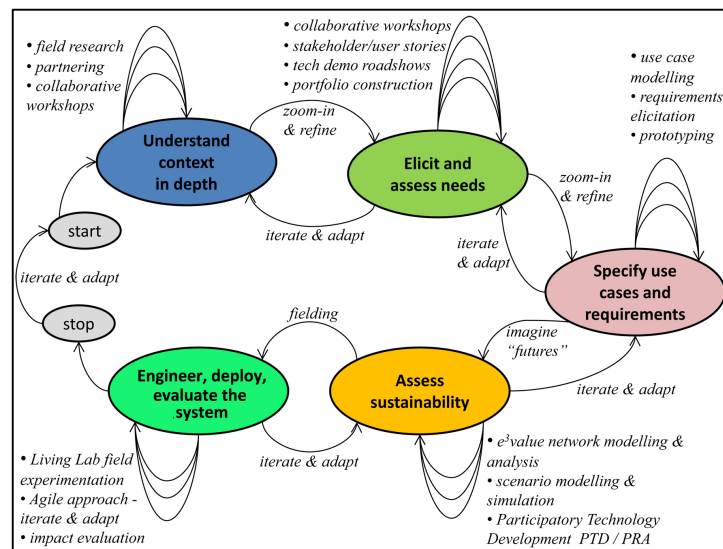 • field research
• partnering
• collaborative
workshops
• collaborative workshops
• stakeholder/user stories
• tech demo roadshows
• portfolio construction
• use case
modelling
• requirements
elicitation
• prototyping
zoom-in
& refine
Understand
context
in depth
Elicit and
assess needs
zoom-in
& refine
start
iterate & adapt
iterate
& adapt
iterate & adapt
Specify use
cases and
requirements
stop
fielding
imagine
"futures"
Engineer, deploy,
evaluate the
system
Assess
sustainability
iterate & adapt
iterate & adapt
• Living Lab field
experimentation
• Agile approach -
iterate & adapt
• impact evaluation
• e³value network modelling &
analysis
• scenario modelling &
simulation
• Participatory Technology
Development PTD / PRA